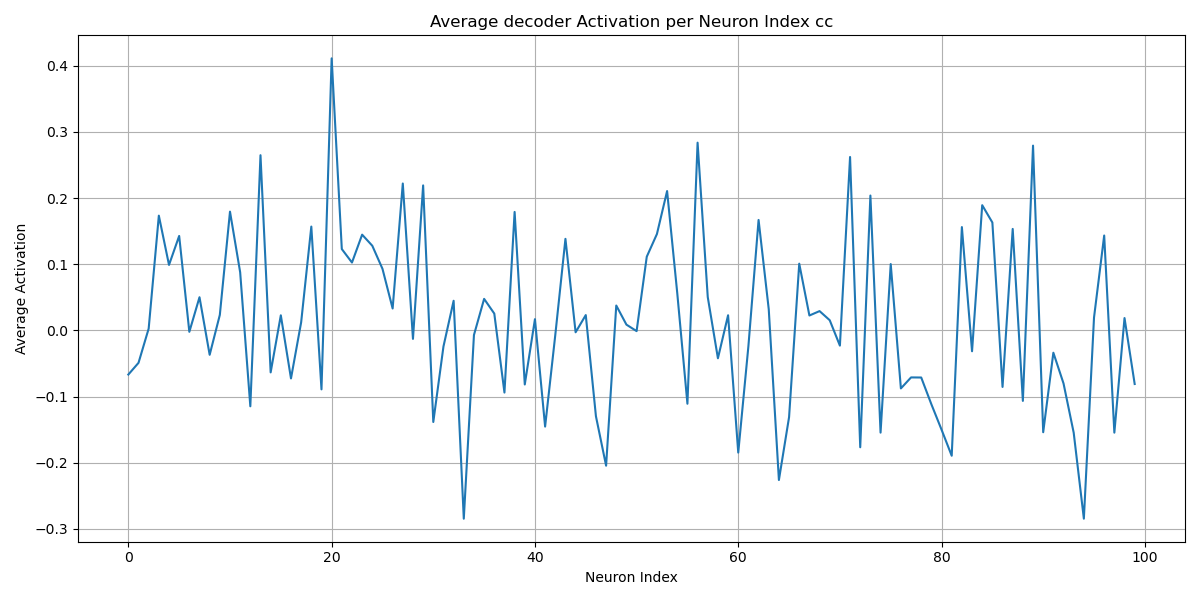 Average decoder Activation per Neuron Index cc
Average Activation
0.4
0.3
0.2
0.1
0.0
−0.1
−0.2
−0.3
0 20 40 60 80 100
Neuron Index